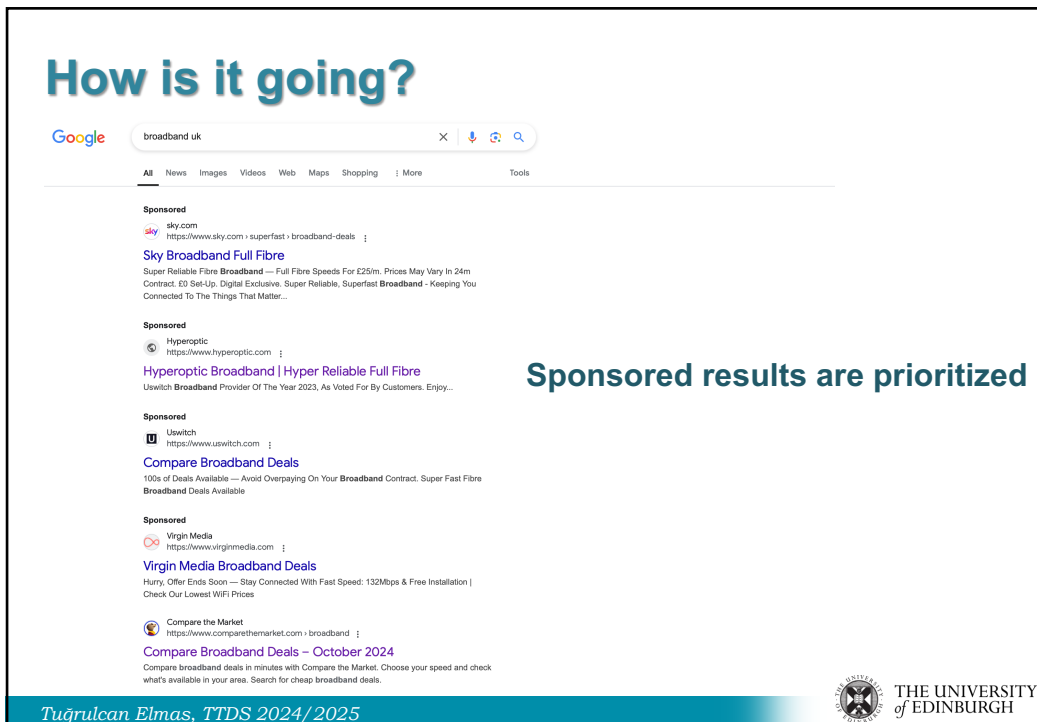 How is it going?
Google
broadband uk
All News Images Videos Web Maps Shopping More Tools
Sponsored
sky
sky.com
https://www.sky.com › superfast › broadband-deals
Sky Broadband Full Fibre
Super Reliable Fibre Broadband — Full Fibre Speeds For £25/m. Prices May Vary In 24m
Contract. £0 Set-Up. Digital Exclusive. Super Reliable, Superfast Broadband - Keeping You
Connected To The Things That Matter...
Sponsored
Hyperoptic
https://www.hyperoptic.com
Hyperoptic Broadband | Hyper Reliable Full Fibre
Uswitch Broadband Provider Of The Year 2023, As Voted For By Customers. Enjoy...
Sponsored results are prioritized
Sponsored
U
Uswitch
https://www.uswitch.com
Compare Broadband Deals
100s of Deals Available — Avoid Overpaying On Your Broadband Contract. Super Fast Fibre
Broadband Deals Available
Sponsored
Virgin Media
https://www.virginmedia.com
Virgin Media Broadband Deals
Hurry, Offer Ends Soon — Stay Connected With Fast Speed: 132Mbps & Free Installation |
Check Our Lowest WiFi Prices
Compare the Market
https://www.comparethemarket.com › broadband
Compare Broadband Deals – October 2024
Compare broadband deals in minutes with Compare the Market. Choose your speed and check
what's available in your area. Search for cheap broadband deals.
Tuğrulcan Elmas, TTDS 2024/2025
THE UNIVERSITY
of EDINBURGH